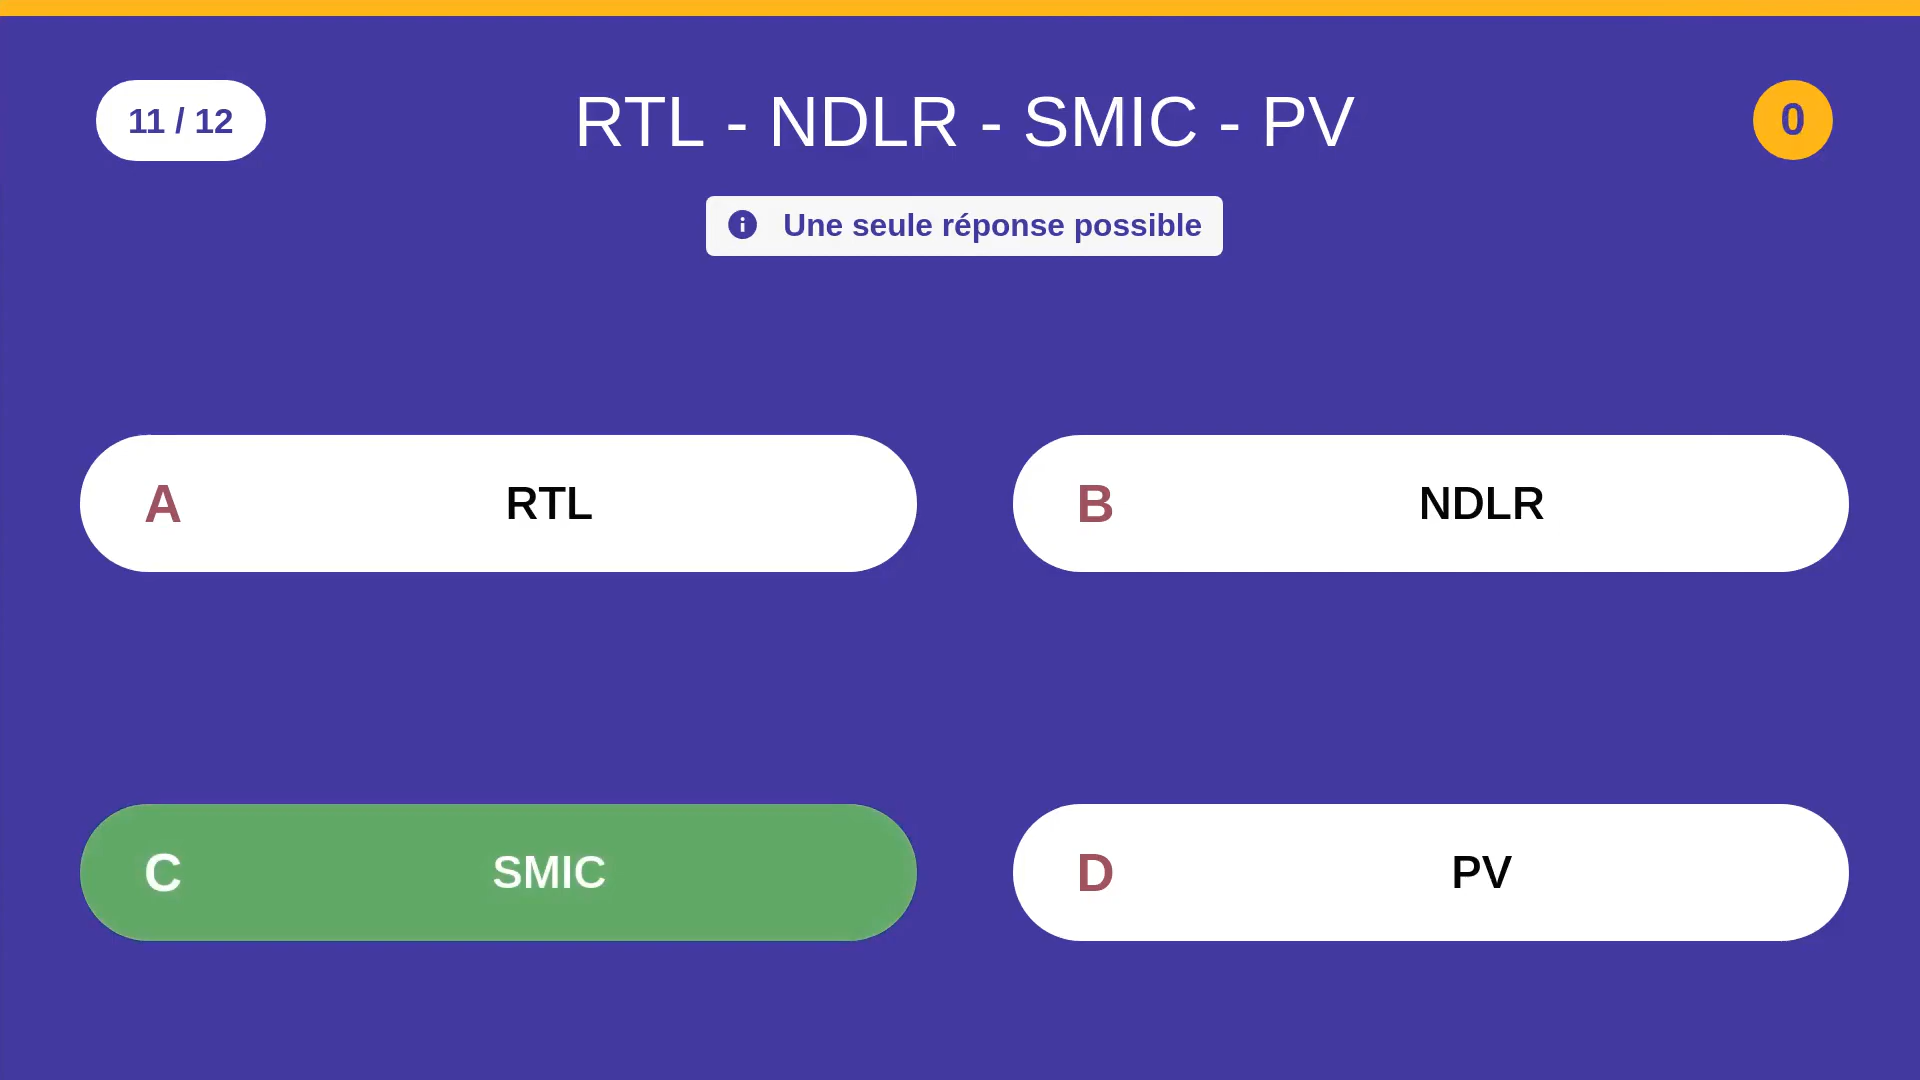 11 / 12
RTL - NDLR - SMIC - PV
0
Une seule réponse possible
A RTL
B NDLR
C SMIC
D PV